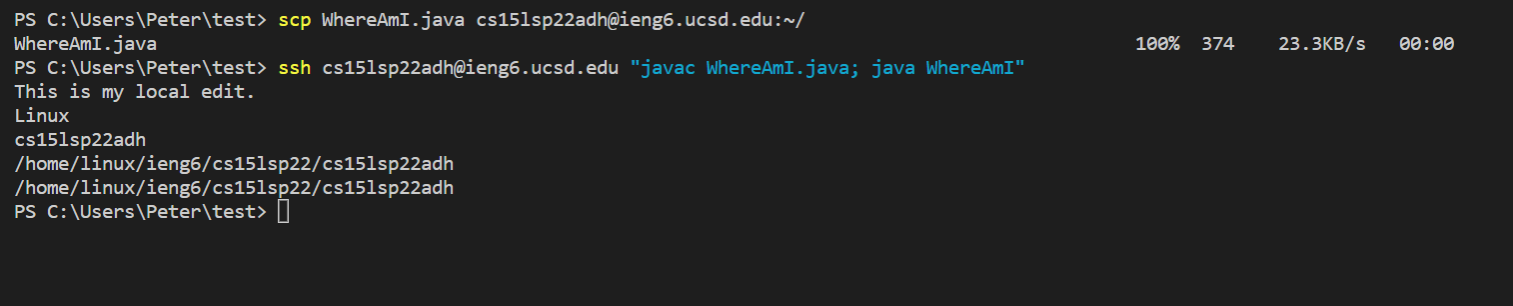 PS C:\Users\Peter\test> scp WhereAmI.java cs15lsp22adh@ieng6.ucsd.edu:~/
WhereAmI.java 100% 374 23.3KB/s 00:00
PS C:\Users\Peter\test> ssh cs15lsp22adh@ieng6.ucsd.edu "javac WhereAmI.java; java WhereAmI"
This is my local edit.
Linux
cs15lsp22adh
/home/linux/ieng6/cs15lsp22/cs15lsp22adh
/home/linux/ieng6/cs15lsp22/cs15lsp22adh
PS C:\Users\Peter\test>